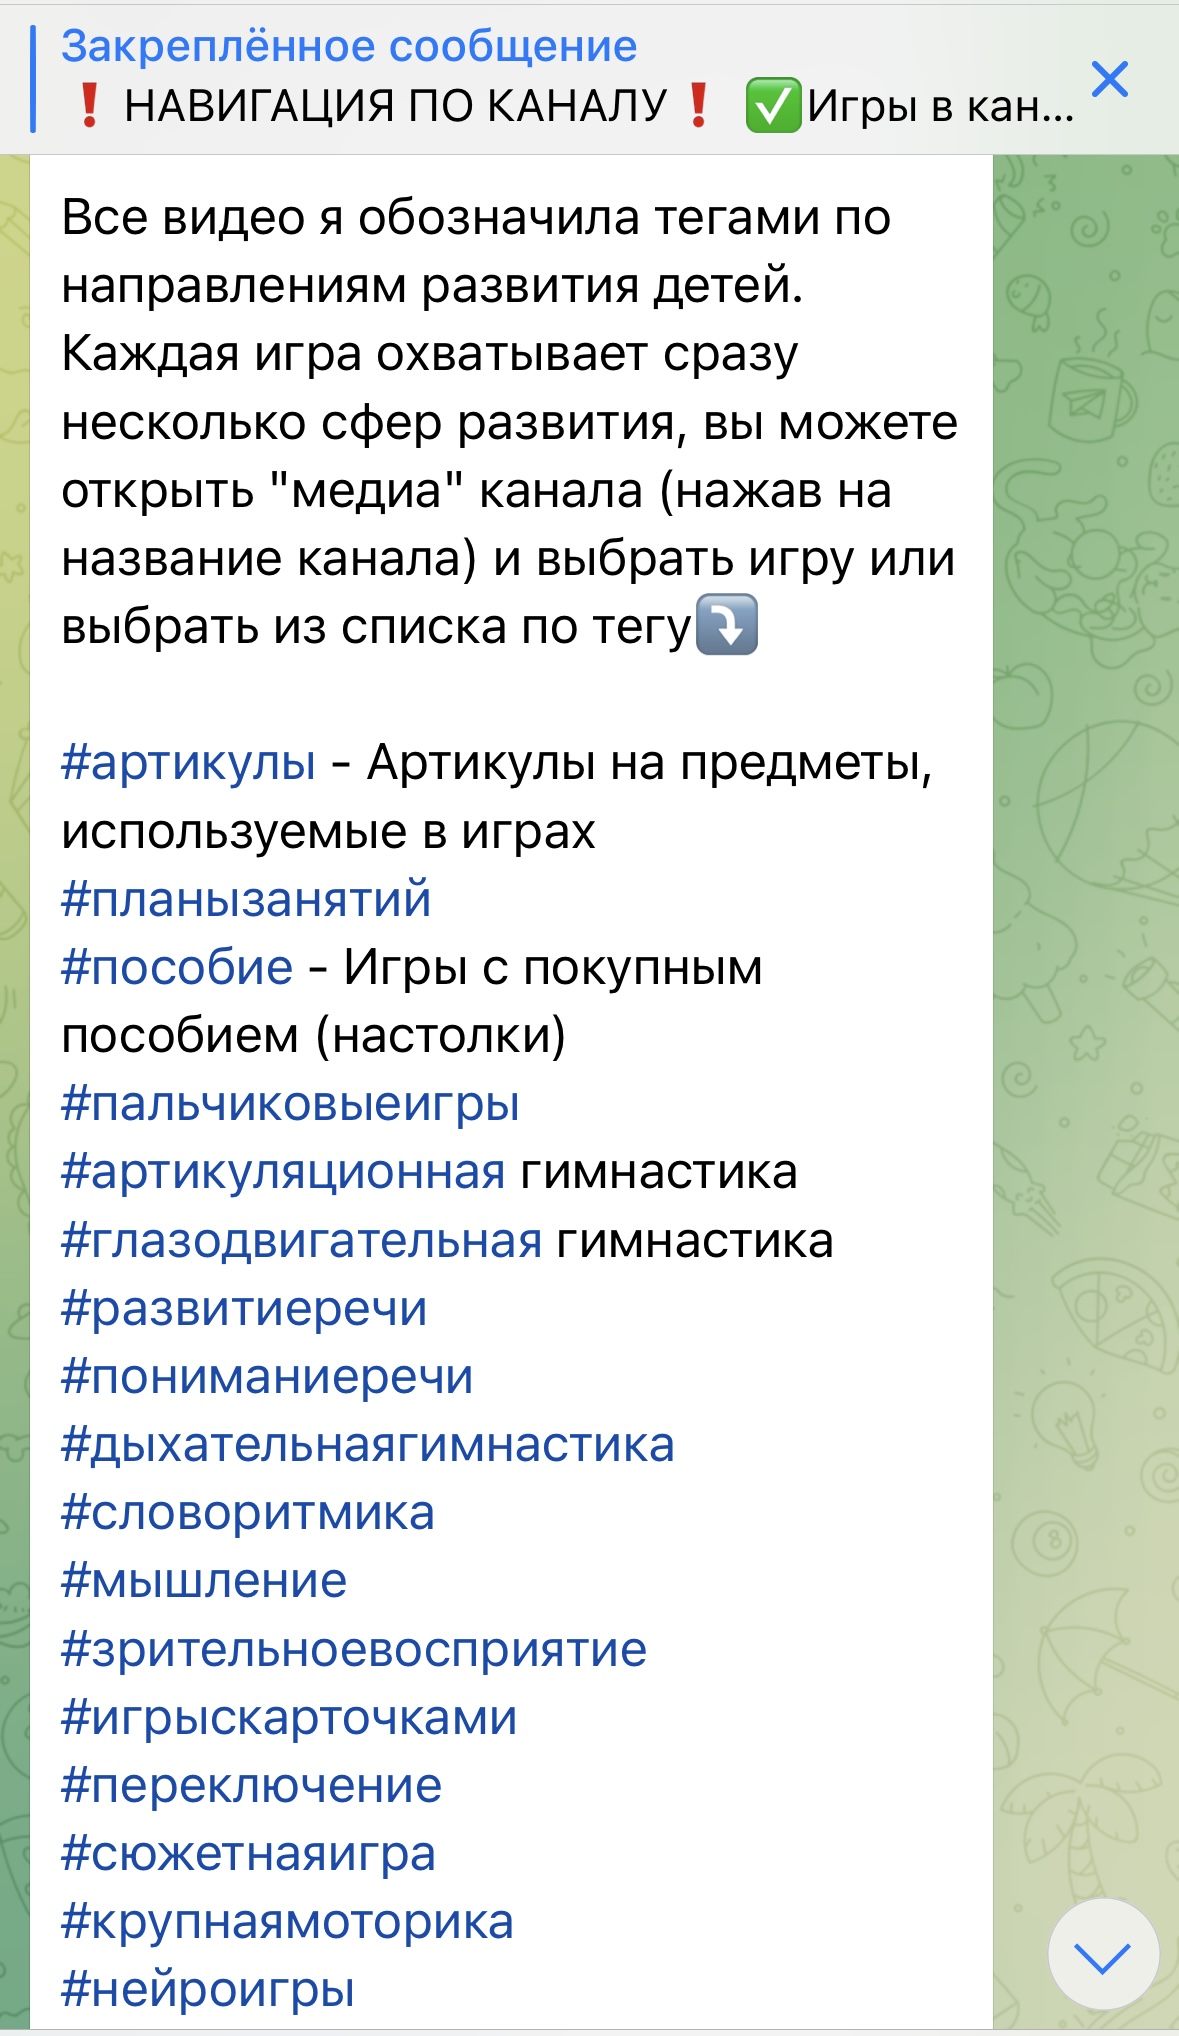 Закреплённое сообщение
❗ НАВИГАЦИЯ ПО КАНАЛУ❗ ✅Игры в кан...
Все видео я обозначила тегами по
направлениям развития детей.
Каждая игра охватывает сразу
несколько сфер развития, вы можете
открыть "медиа" канала (нажав на
название канала) и выбрать игру или
выбрать из списка по тегу⤵️
#артикулы - Артикулы на предметы,
используемые в играх
#планызанятий
#пособие - Игры с покупным
пособием (настолки)
#пальчиковыеигры
#артикуляционная гимнастика
#глазодвигательная гимнастика
#развитиеречи
#пониманиеречи
#дыхательнаягимнастика
#словоритмика
#мышление
#зрительноевосприятие
#игрыскарточками
#переключение
#сюжетнаяигра
#крупнаямоторика
#нейроигры